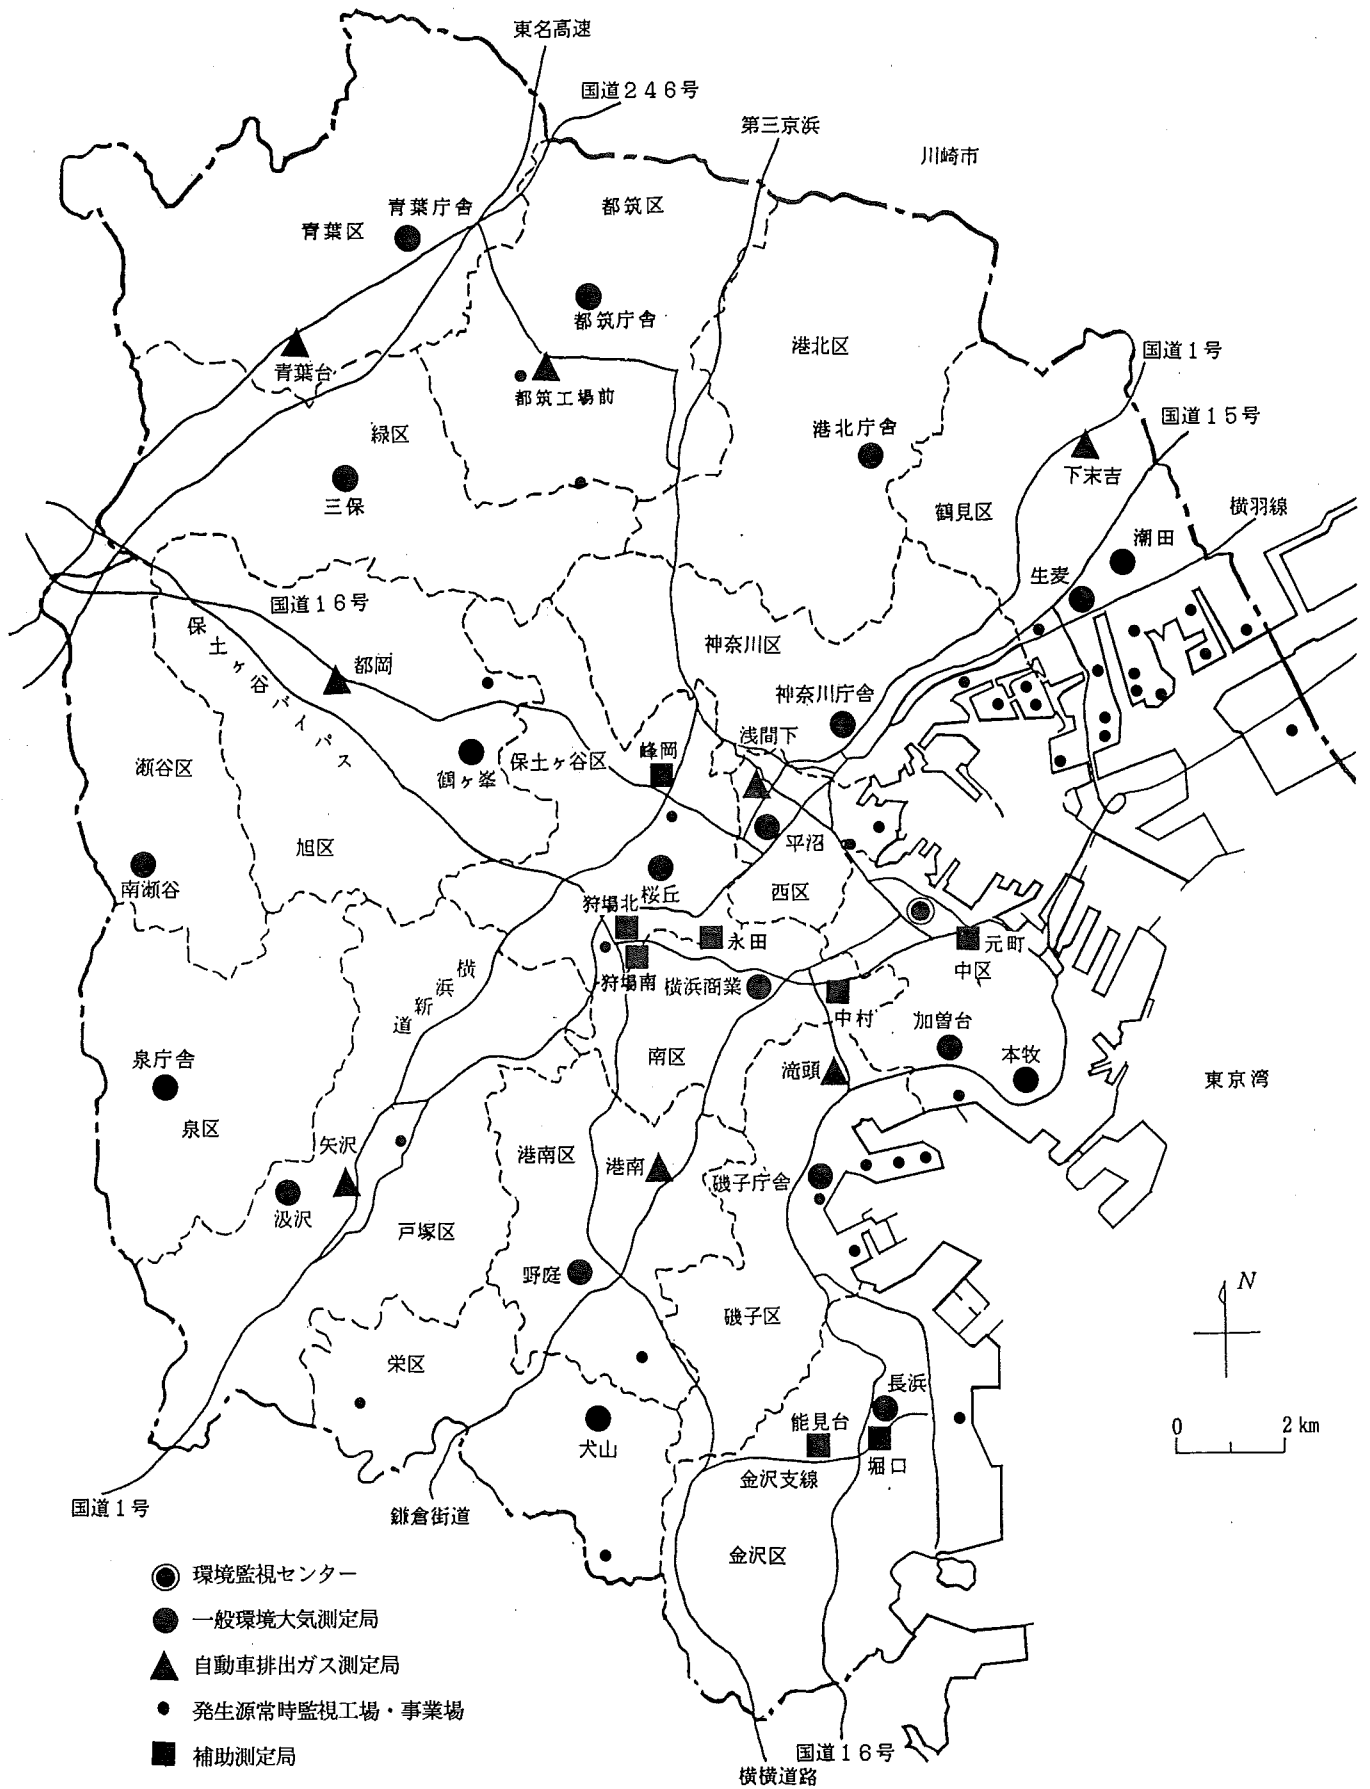 東名高速
国道246号
第三京浜
川崎市
青葉庁舎
都筑区
青葉区
都筑庁舎
港北区
国道1号
青葉台
都筑工場前
国道15号
緑区
港北庁舎
下末吉
三保
鶴見区
横羽線
潮田
生麦
国道16号
保土ヶ谷バイパス
神奈川区
都岡
神奈川庁舎
浅間下
峰岡
保土ヶ谷区
瀬谷区
鶴ヶ峯
旭区
平沼
南瀬谷
桜丘
西区
狩場北
永田
元町
中区
横浜新道
狩場南
横浜商業
中村
加曽台
本牧
泉庁舎
南区
滝頭
東京湾
泉区
矢沢
港南区
港南
磯子庁舎
汲沢
戸塚区
野庭
N
磯子区
栄区
長浜
能見台
0 2km
犬山
堀口
金沢支線
国道1号
鎌倉街道
金沢区
環境監視センター
一般環境大気測定局
自動車排出ガス測定局
発生源常時監視工場・事業場
補助測定局
国道16号
横横道路